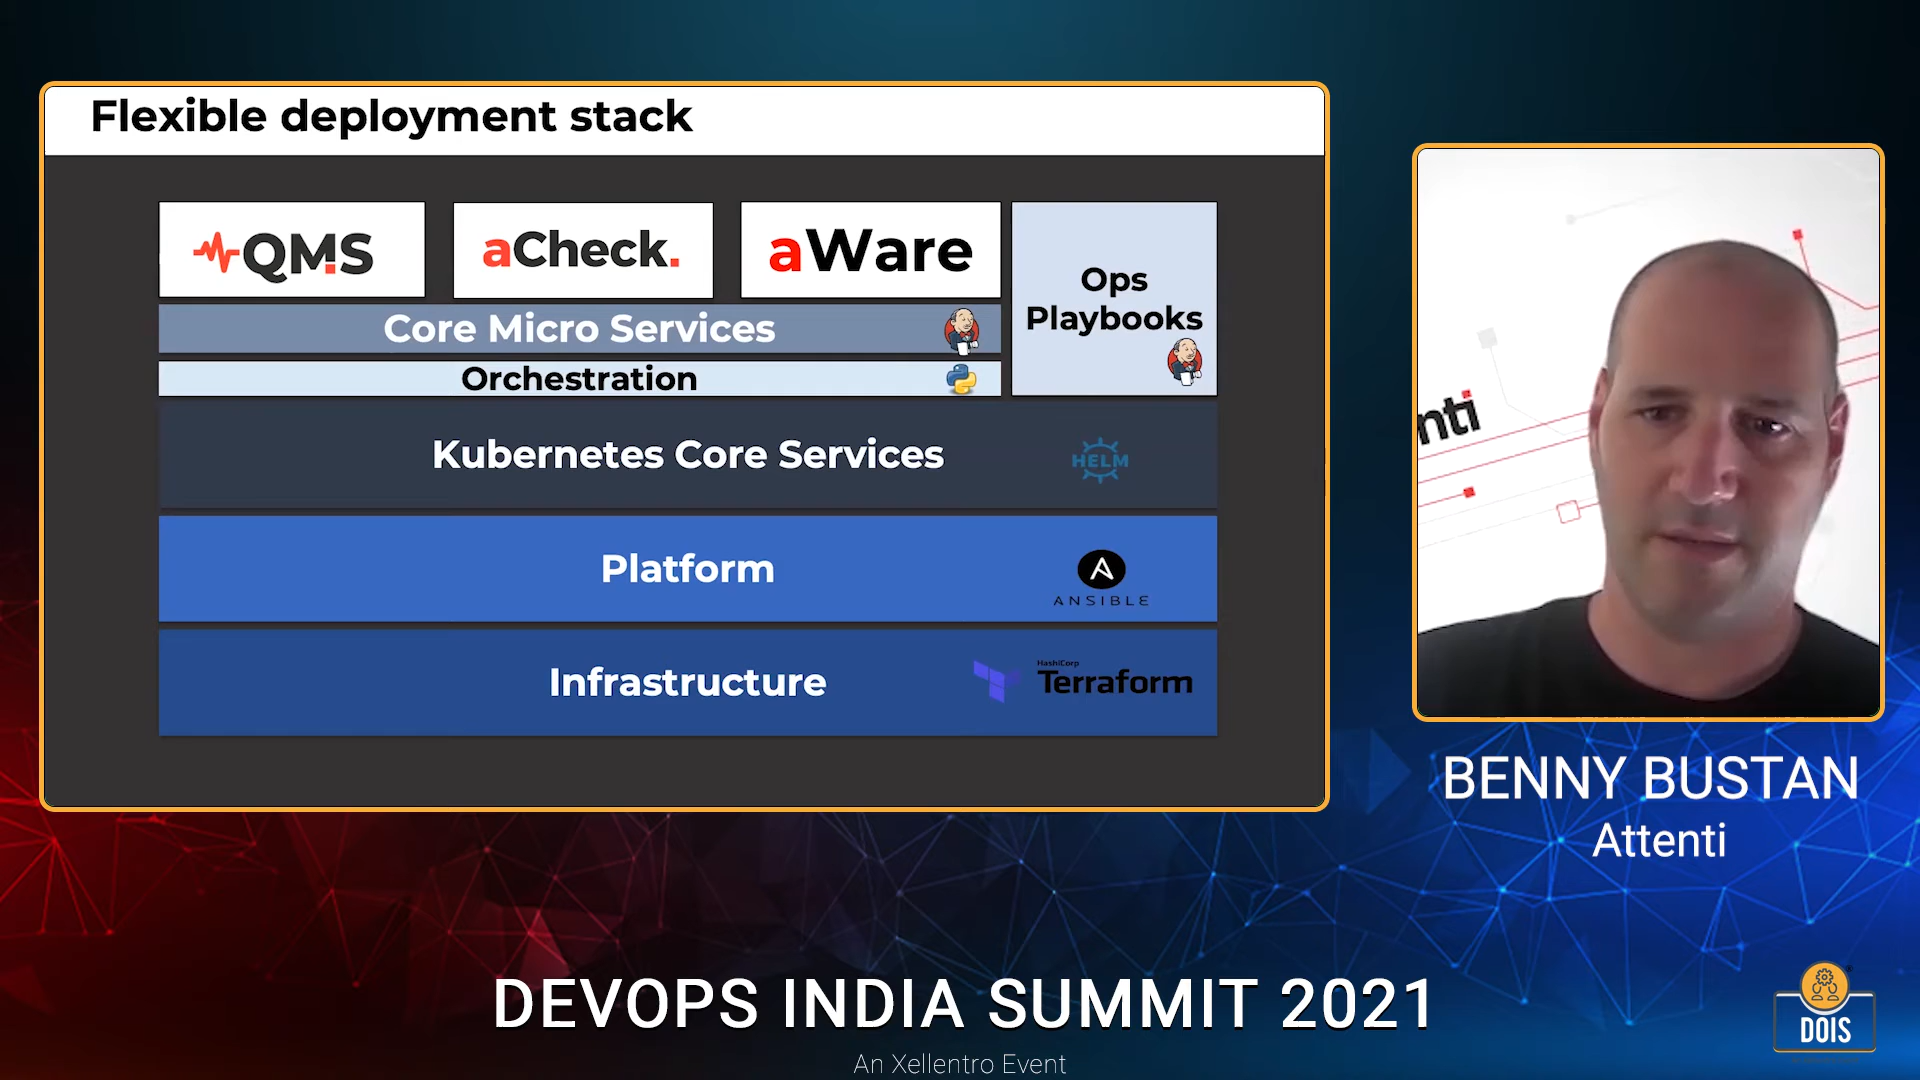 Flexible deployment stack
QMS
aCheck.
aWare
Ops
Playbooks
Core Micro Services
Orchestration
Kubernetes Core Services
HELM
Platform
A
ANSIBLE
Infrastructure
HashiCorp
Terraform
nti
BENNY BUSTAN
Attenti
DEVOPS INDIA SUMMIT 2021
An Xellentro Event
DOIS